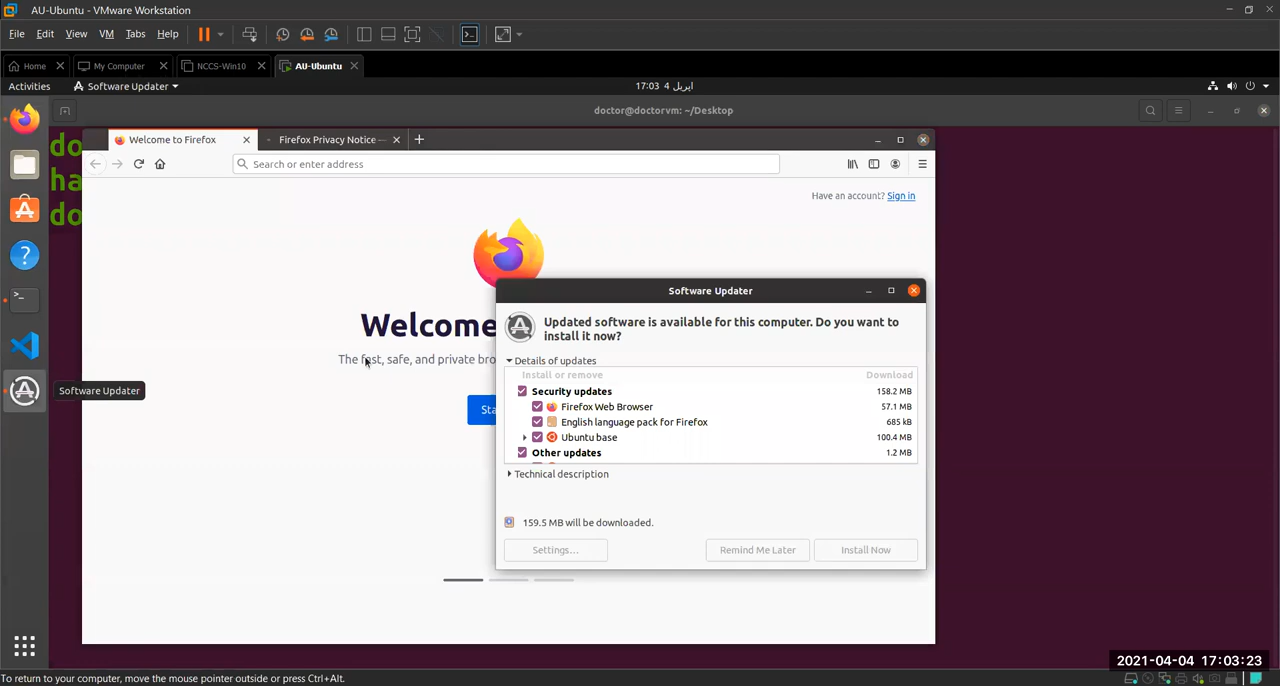 AU-Ubuntu - VMware Workstation
File Edit View VM Tabs Help
Home My Computer NCCS-Win10 AU-Ubuntu
Activities Software Updater 17:03 4 اپریل
doctor@doctorvm: ~/Desktop
do
ha
do
Welcome to Firefox Firefox Privacy Notice
Search or enter address
Have an account? Sign in
Welcome
The fast, safe, and private bro
Sta
Software Updater
Software Updater
Updated software is available for this computer. Do you want to
install it now?
Details of updates
Install or remove Download
Security updates 158.2 MB
Firefox Web Browser 57.1 MB
English language pack for Firefox 685 kB
Ubuntu base 100.4 MB
Other updates 1.2 MB
Technical description
159.5 MB will be downloaded.
Settings... Remind Me Later Install Now
2021-04-04 17:03:23
To return to your computer, move the mouse pointer outside or press Ctrl+Alt.